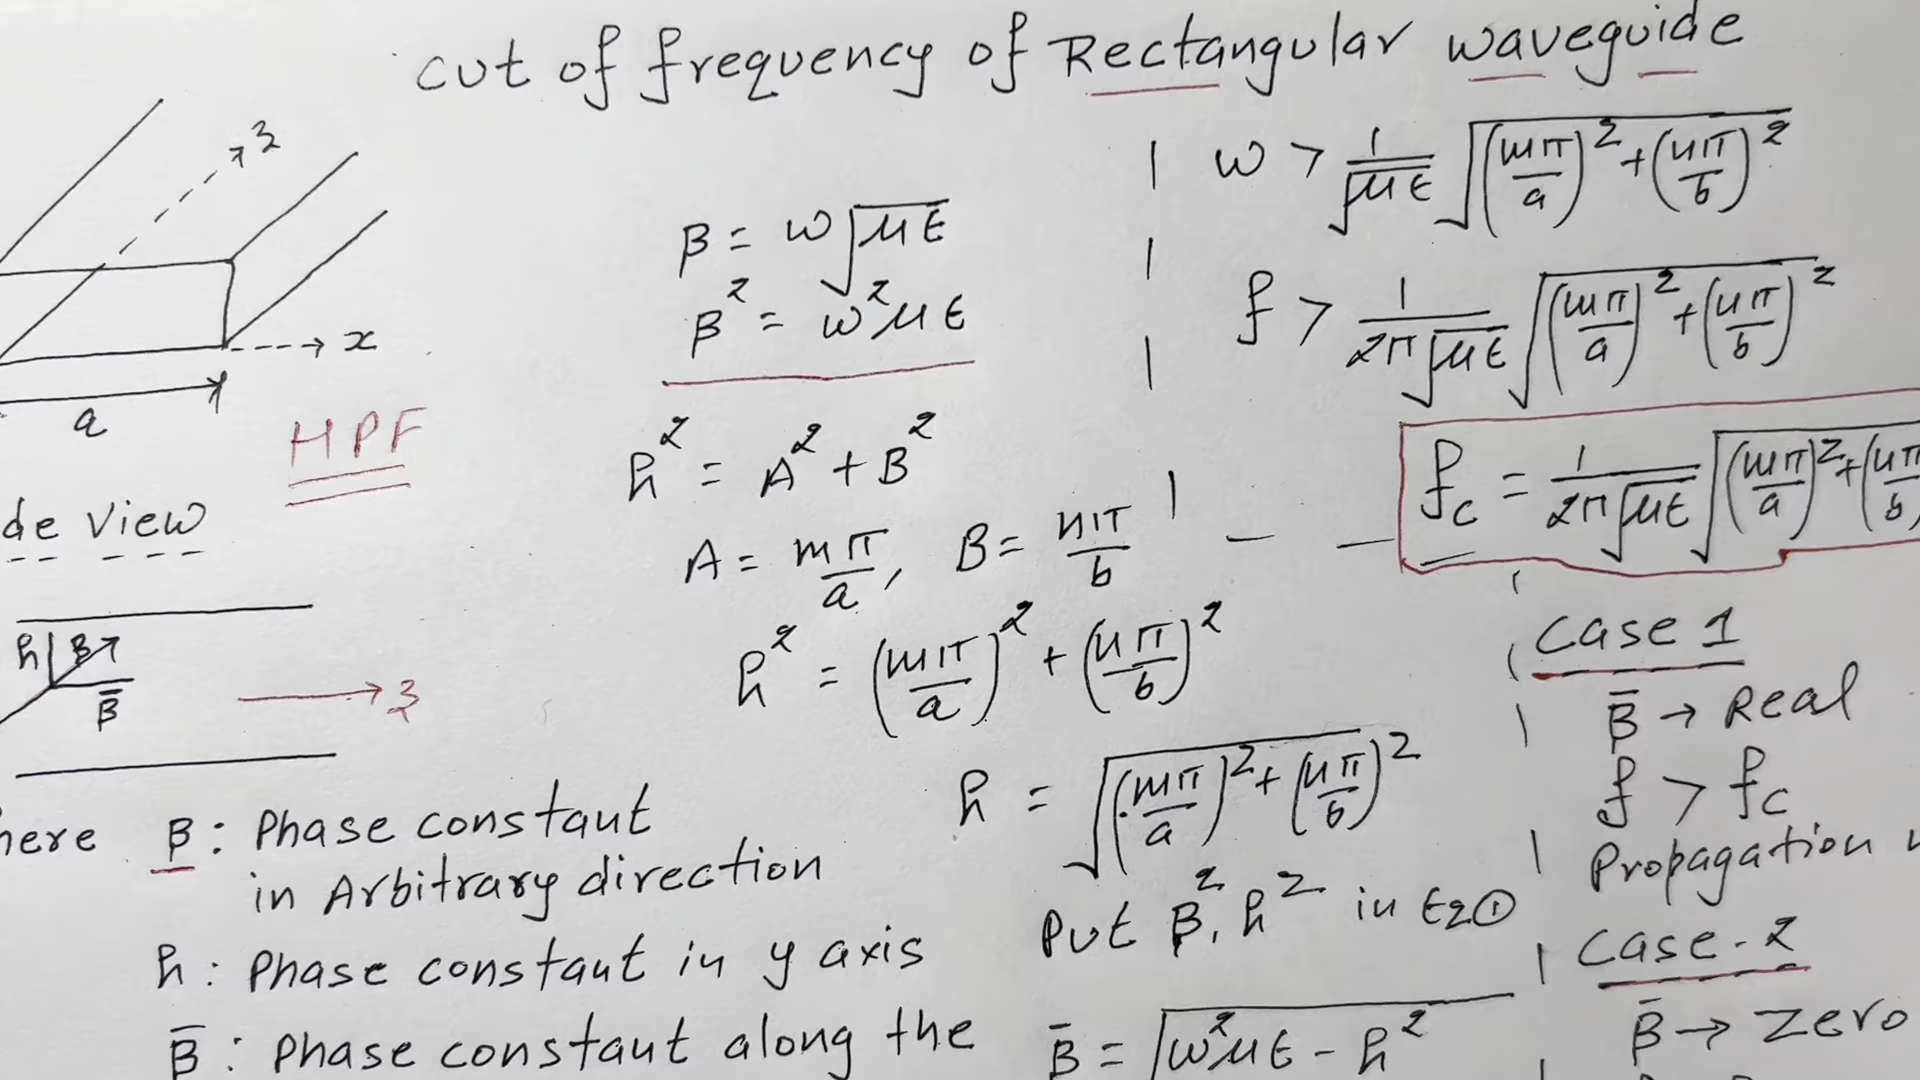 cut of frequency of Rectangular waveguide
z
x
a
HPF
de view
h β
β̄
z
here β : Phase constant
in Arbitrary direction
h : Phase constant in y axis
β̄ : Phase constant along the
β = ω√με
β² = ω²με
h² = A² + B²
A = mπ/a, B = nπ/b
h² = (mπ/a)² + (nπ/b)²
h = √(mπ/a)² + (nπ/b)²
Put β², h² in Eq①
β̄ = √ω²με - h²
ω > 1/√με √(mπ/a)² + (nπ/b)²
f > 1/2π√με √(mπ/a)² + (nπ/b)²
fc = 1/2π√με √(mπ/a)² + (nπ/b
Case 1
β̄ → Real
f > fc
Propagation
Case-2
β̄ → Zero